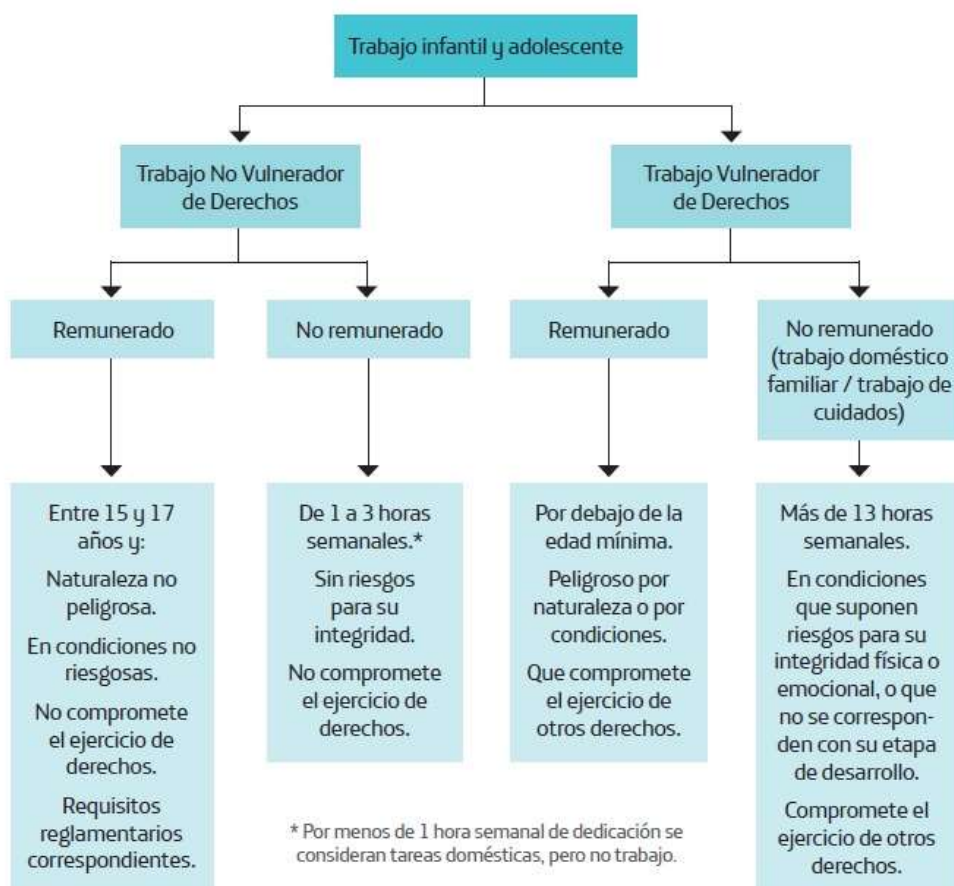 Trabajo infantil y adolescente
Trabajo No Vulnerador
de Derechos
Trabajo Vulnerador
de Derechos
Remunerado
No remunerado
Remunerado
No remunerado
(trabajo doméstico
familiar / trabajo de
cuidados)
Entre 15 y 17
años y:
Naturaleza no
peligrosa.
En condiciones no
riesgosas.
No compromete
el ejercicio de
derechos.
Requisitos
reglamentarios
correspondientes.
De 1 a 3 horas
semanales.*
Sin riesgos
para su
integridad.
No compromete
el ejercicio de
derechos.
Por debajo de la
edad mínima.
Peligroso por
naturaleza o por
condiciones.
Que compromete
el ejercicio de
otros derechos.
Más de 13 horas
semanales.
En condiciones
que suponen
riesgos para su
integridad física o
emocional, o que
no se correspon-
den con su etapa
de desarrollo.
Compromete el
ejercicio de otros
derechos.
* Por menos de 1 hora semanal de dedicación se
consideran tareas domésticas, pero no trabajo.